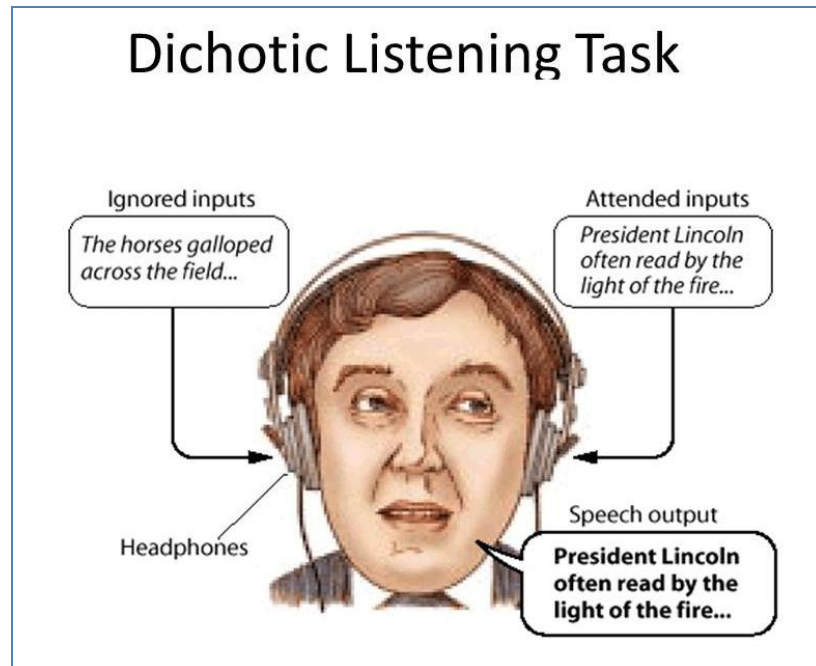 Dichotic Listening Task
Ignored inputs
The horses galloped
across the field...
Attended inputs
President Lincoln
often read by the
light of the fire...
Headphones
Speech output
President Lincoln
often read by the
light of the fire...